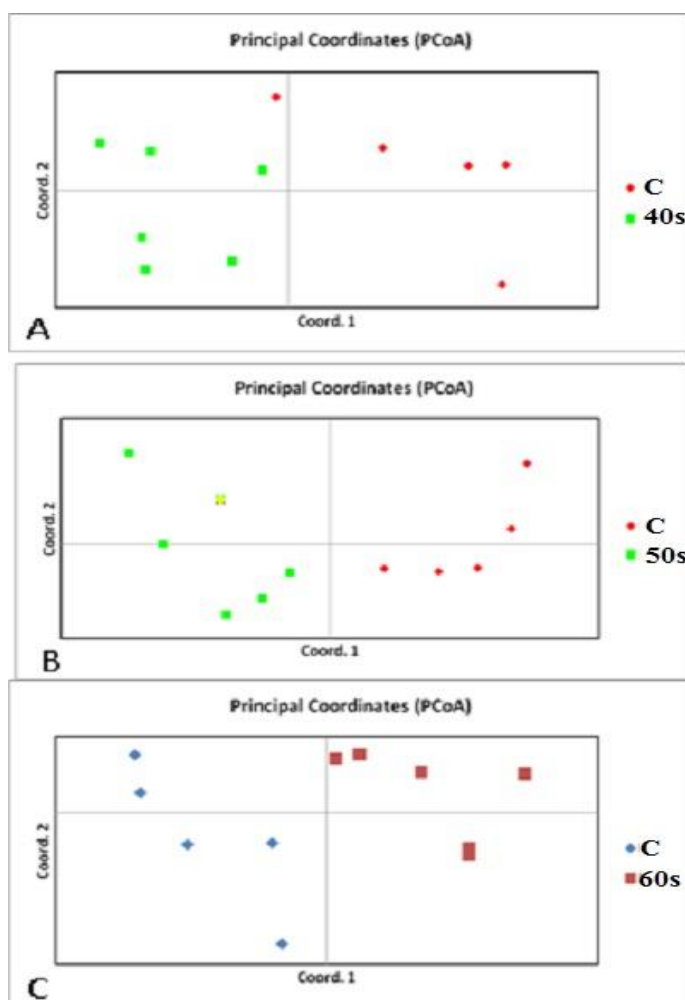 Principal Coordinates (PCoA)
Coord. 2
C
40s
Coord. 1
A
Principal Coordinates (PCoA)
Coord. 2
C
50s
Coord. 1
B
Principal Coordinates (PCoA)
Coord. 2
C
60s
Coord. 1
C